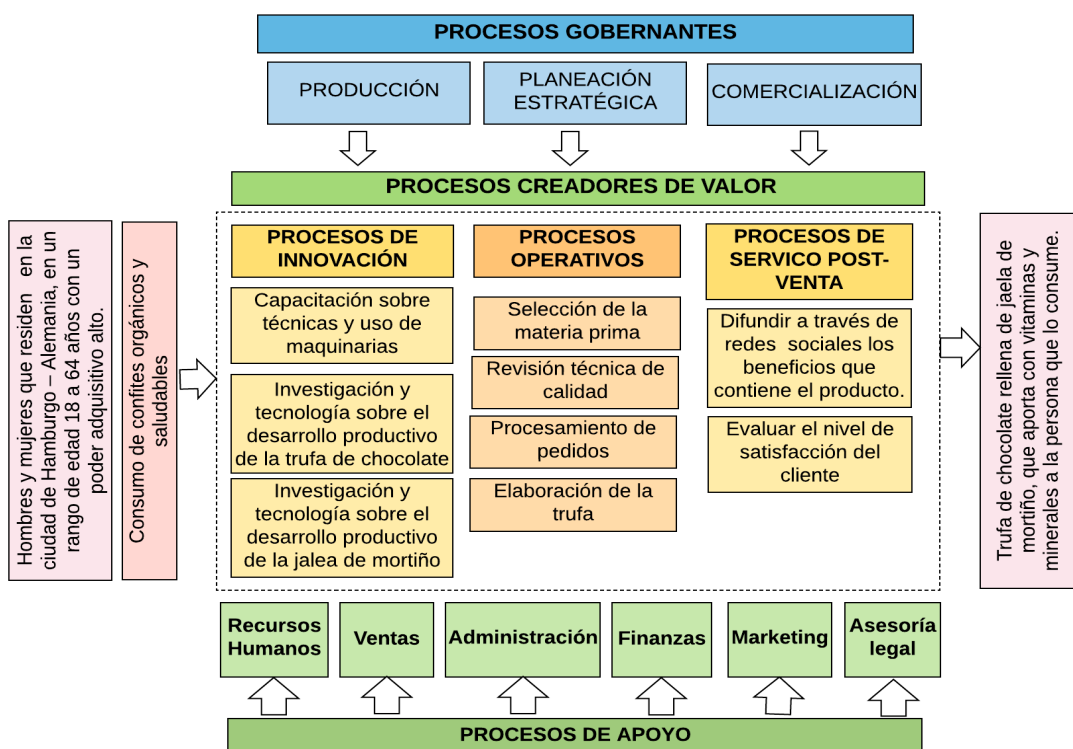 PROCESOS GOBERNANTES
PRODUCCIÓN
PLANEACIÓN
ESTRATÉGICA
COMERCIALIZACIÓN
PROCESOS CREADORES DE VALOR
Hombres y mujeres que residen en la
ciudad de Hamburgo – Alemania, en un
rango de edad 18 a 64 años con un
poder adquisitivo alto.
Consumo de confites orgánicos y
saludables
PROCESOS DE
INNOVACIÓN
Capacitación sobre
técnicas y uso de
maquinarias
Investigación y
tecnología sobre el
desarrollo productivo
de la trufa de chocolate
Investigación y
tecnología sobre el
desarrollo productivo
de la jalea de mortiño
PROCESOS
OPERATIVOS
Selección de la
materia prima
Revisión técnica de
calidad
Procesamiento de
pedidos
Elaboración de la
trufa
PROCESOS DE
SERVICO POST-
VENTA
Difundir a través de
redes sociales los
beneficios que
contiene el producto.
Evaluar el nivel de
satisfacción del
cliente
Trufa de chocolate rellena de jaela de
mortiño, que aporta con vitaminas y
minerales a la persona que lo consume.
Recursos
Humanos
Ventas
Administración
Finanzas
Marketing
Asesoría
legal
PROCESOS DE APOYO